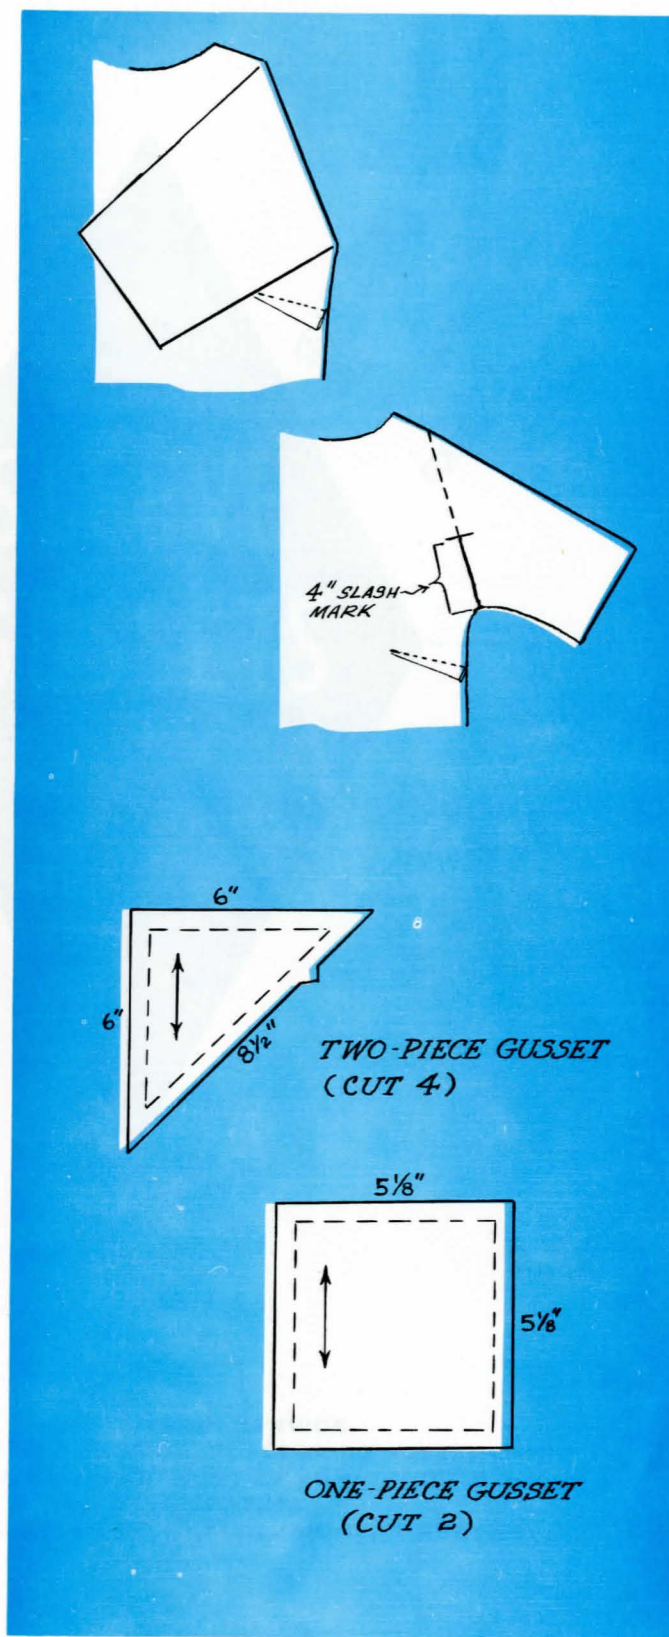 4" SLASH
MARK
6"
6"
8½"
TWO-PIECE GUSSET
(CUT 4)
5⅛"
5⅛"
ONE-PIECE GUSSET
(CUT 2)